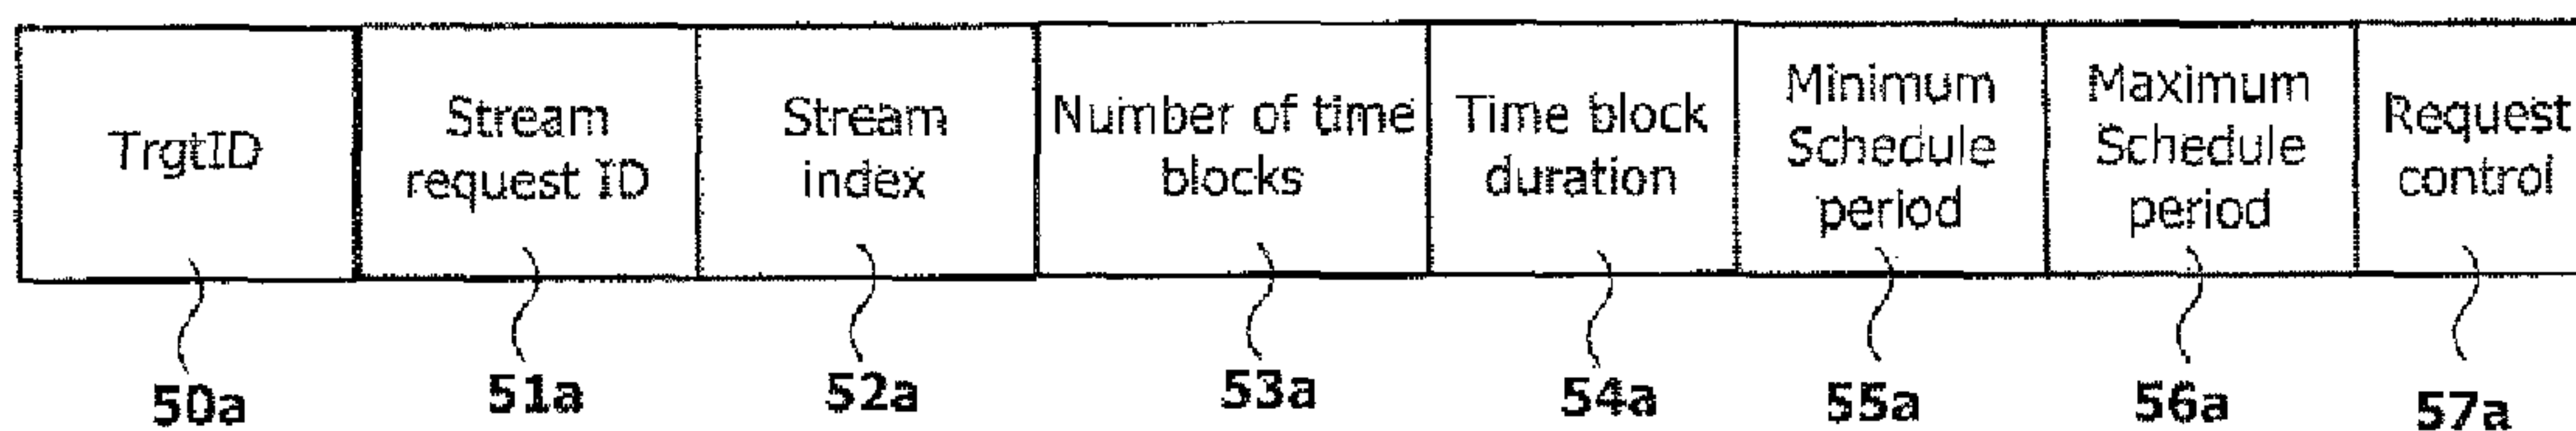 TrgtID
Stream
request ID
Stream
index
Number of time
blocks
Time block
duration
Minimum
Schedule
period
Maximum
Schedule
period
Request
control
50a
51a
52a
53a
54a
55a
56a
57a